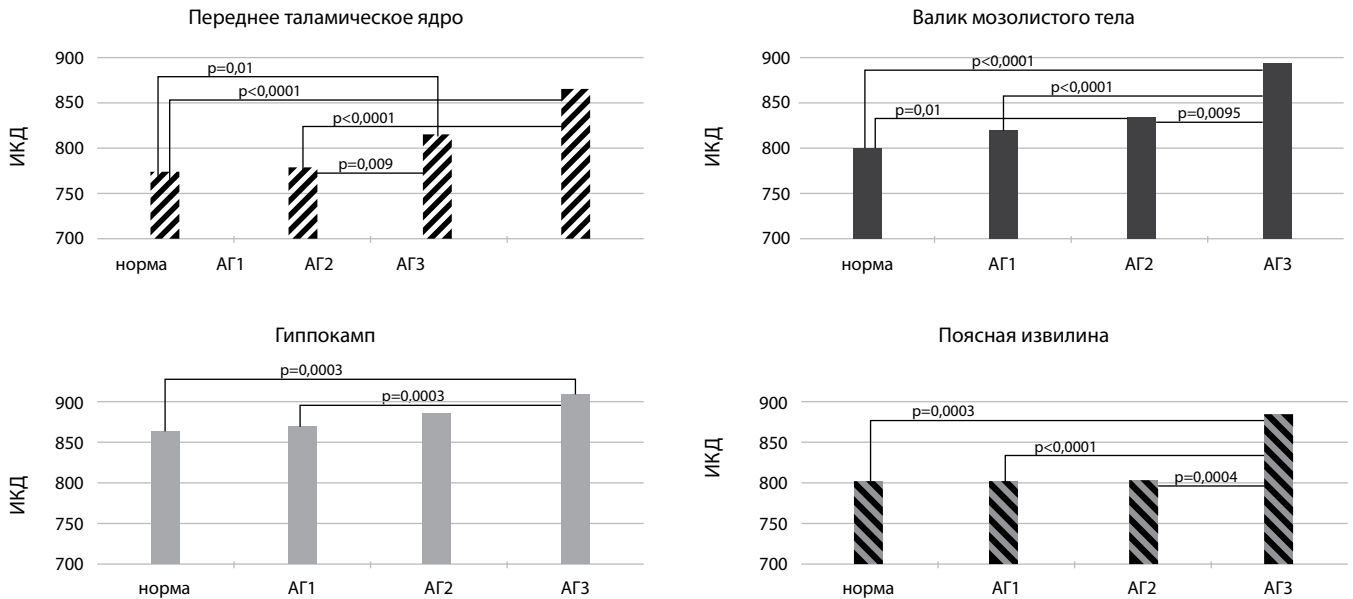 Переднее таламическое ядро
900
850
800
750
700
ИКД
p=0,01
p<0,0001
p<0,0001
p=0,009
норма АГ1 АГ2 АГ3
Валик мозолистого тела
900
850
800
750
700
ИКД
p<0,0001
p<0,0001
p=0,01
p=0,0095
норма АГ1 АГ2 АГ3
Гиппокамп
900
850
800
750
700
ИКД
p=0,0003
p=0,0003
норма АГ1 АГ2 АГ3
Поясная извилина
900
850
800
750
700
ИКД
p=0,0003
p<0,0001
p=0,0004
норма АГ1 АГ2 АГ3